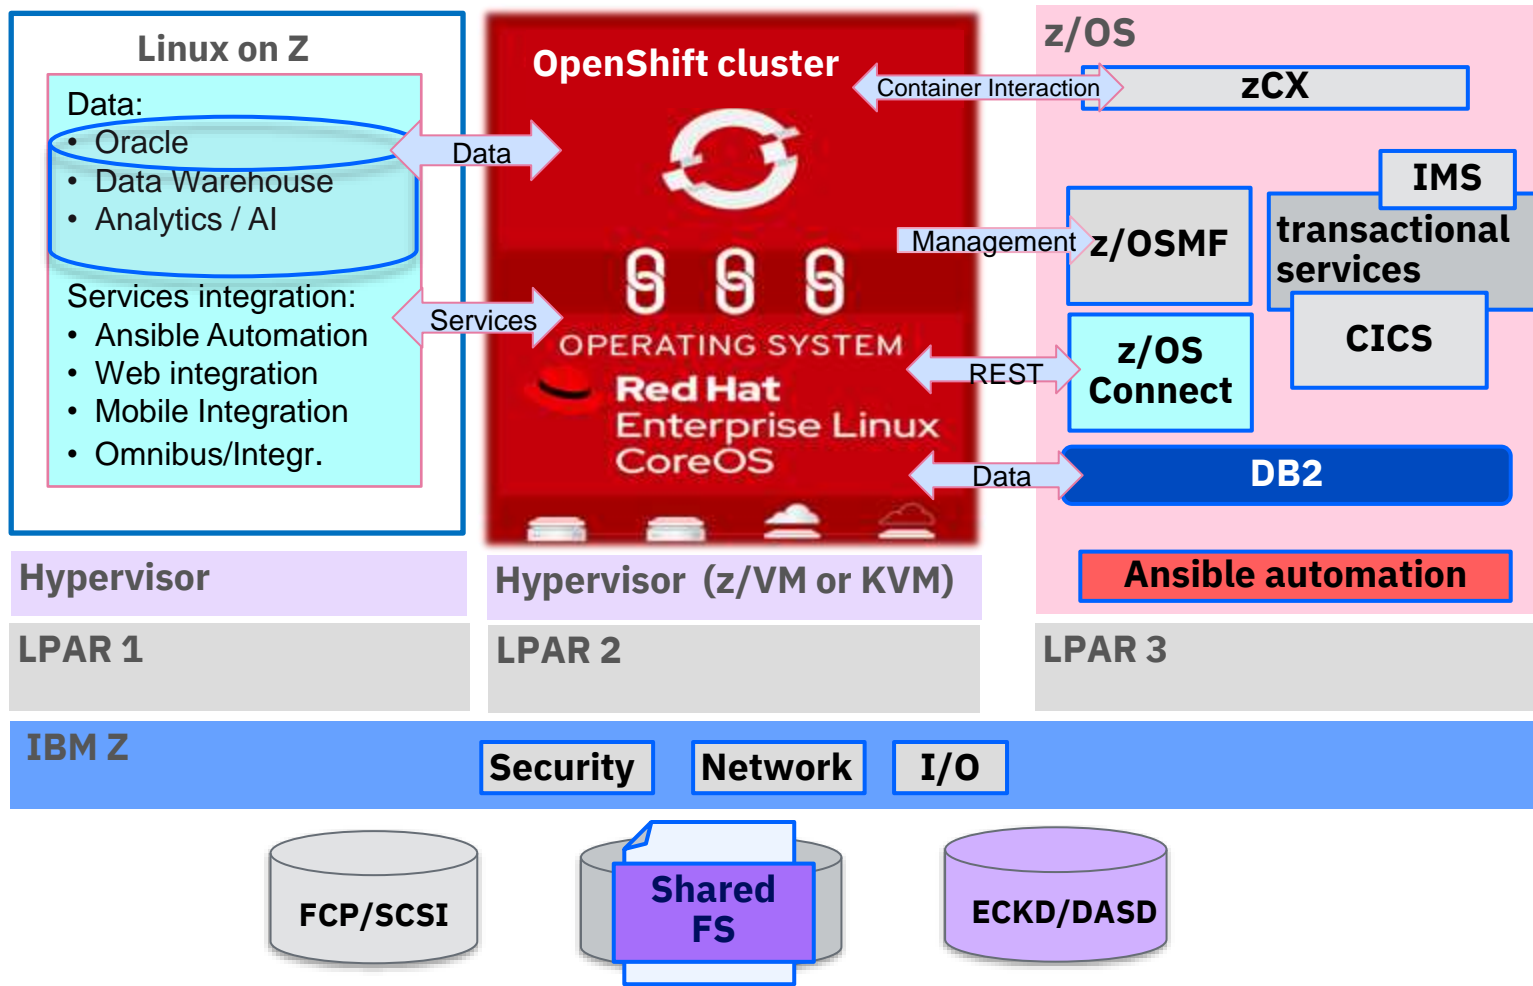 Linux on Z
Data:
• Oracle
• Data Warehouse
• Analytics / AI
Services integration:
• Ansible Automation
• Web integration
• Mobile Integration
• Omnibus/Integr.
Data
Services
OpenShift cluster
OPERATING SYSTEM
Red Hat
Enterprise Linux
CoreOS
Container Interaction
Management
REST
Data
z/OS
zCX
IMS
transactional
services
CICS
z/OSMF
z/OS
Connect
DB2
Ansible automation
Hypervisor
Hypervisor (z/VM or KVM)
LPAR 1
LPAR 2
LPAR 3
IBM Z
Security
Network
I/O
FCP/SCSI
Shared
FS
ECKD/DASD